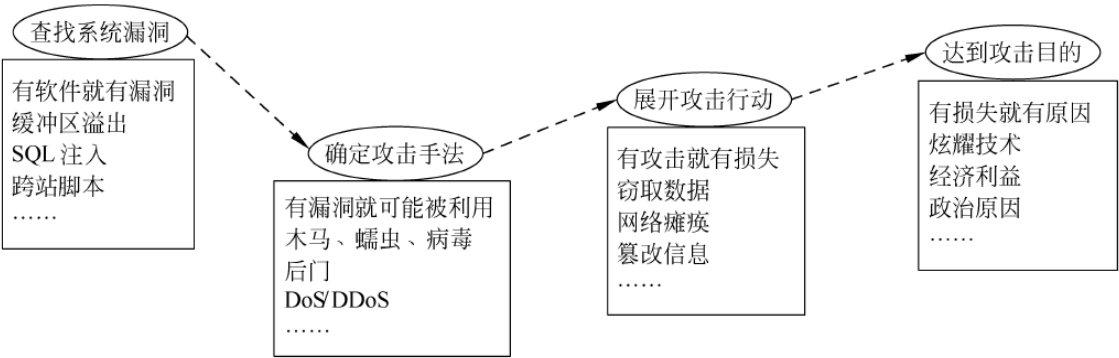 查找系统漏洞
有软件就有漏洞
缓冲区溢出
SQL 注入
跨站脚本
……
确定攻击手法
有漏洞就可能被利用
木马、蠕虫、病毒
后门
DoS/DDoS
……
展开攻击行动
有攻击就有损失
窃取数据
网络瘫痪
篡改信息
……
达到攻击目的
有损失就有原因
炫耀技术
经济利益
政治原因
……